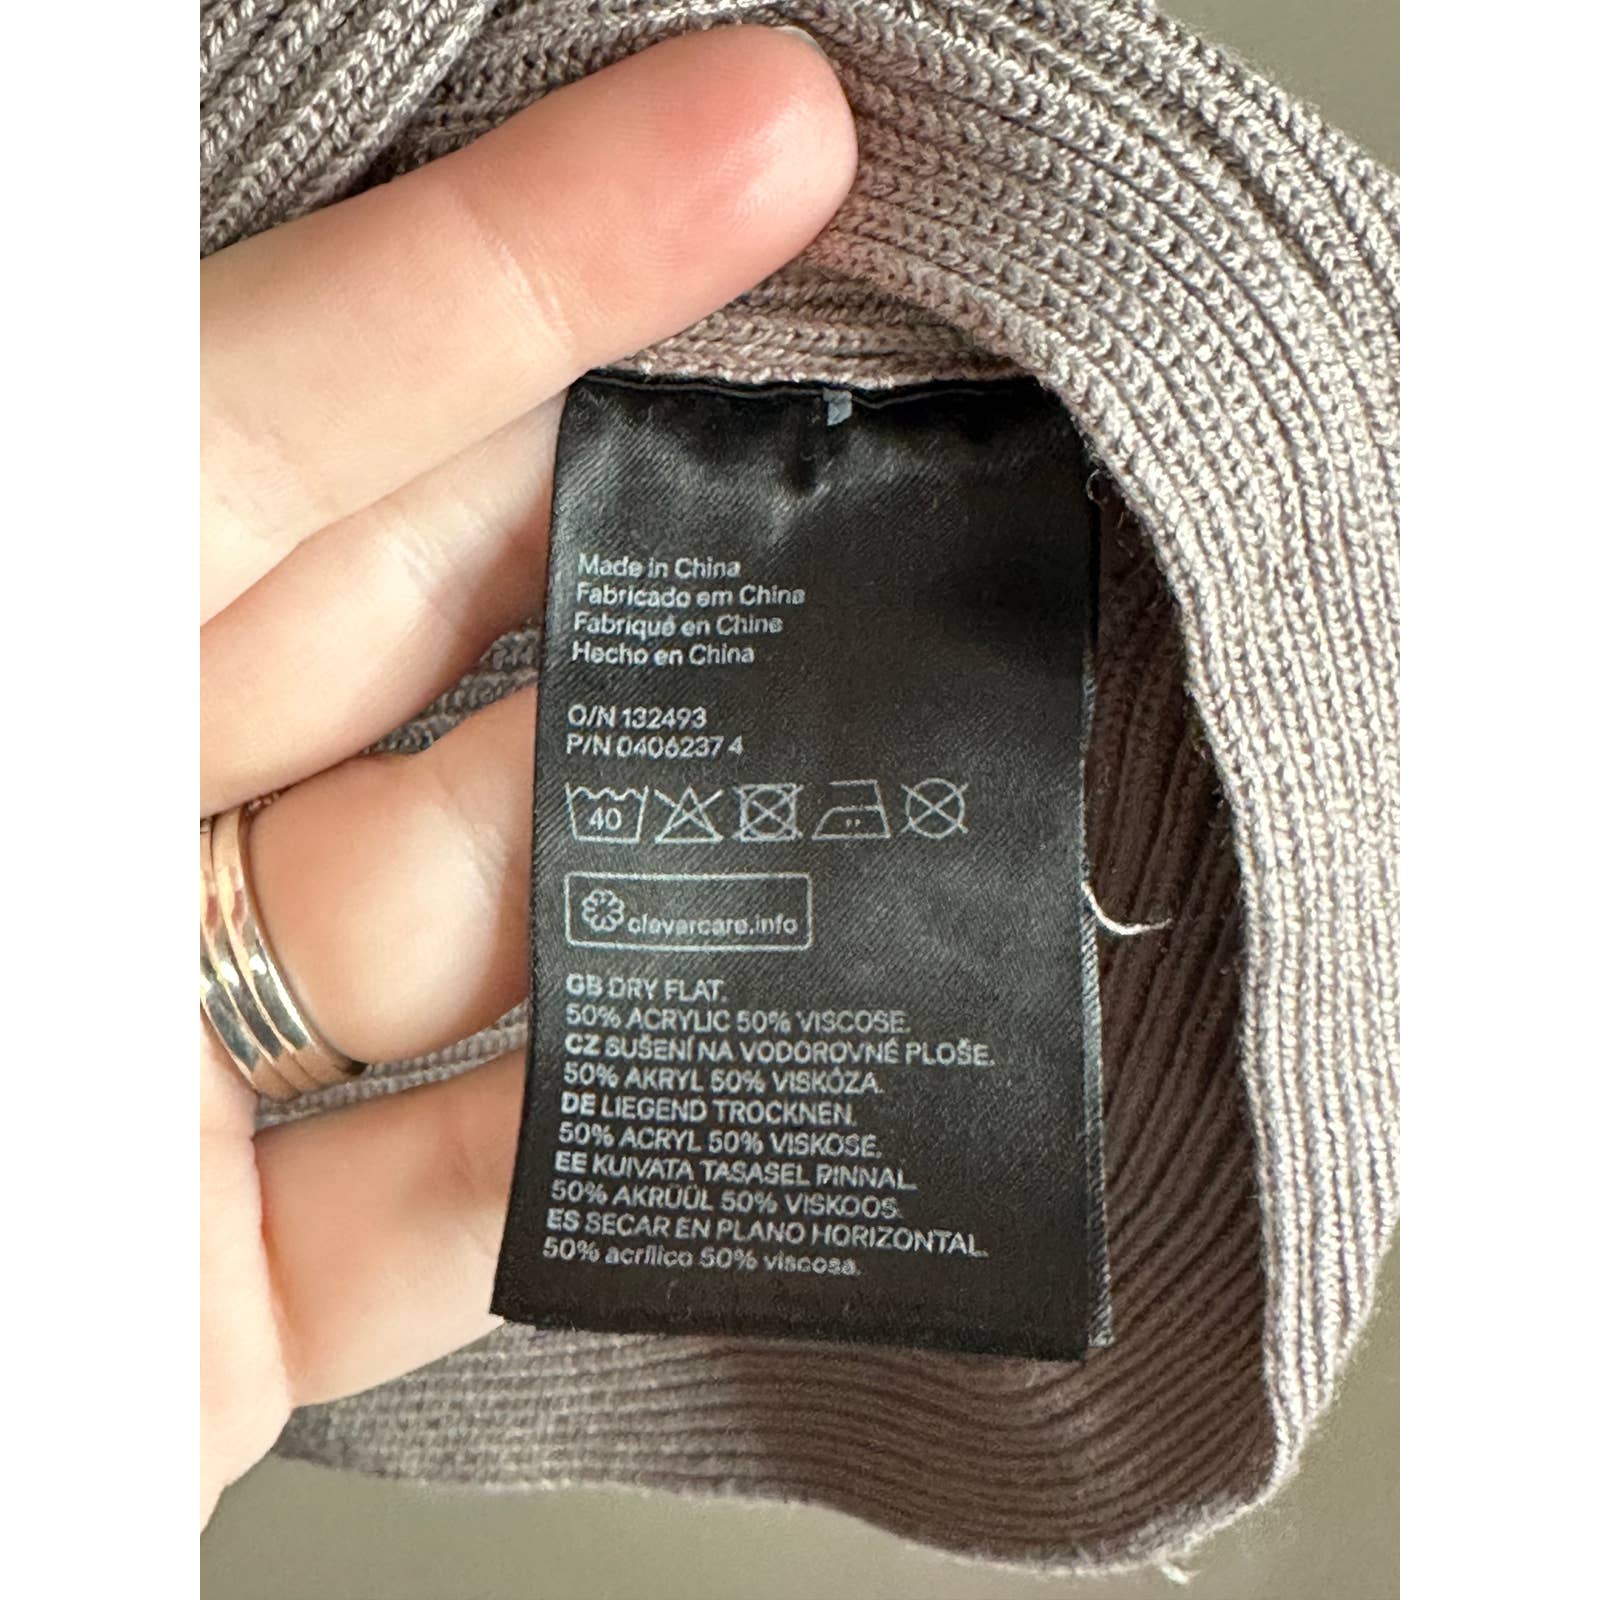 Made in China
Fabricado em China
Fabriqué en Chine
Hecho en China
O/N 132493
P/N 0406237 4
40
clevercare.info
GB DRY FLAT.
50% ACRYLIC 50% VISCOSE.
CZ SUŠENÍ NA VODOROVNÉ PLOŠE.
50% AKRYL 50% VISKÓZA.
DE LIEGEND TROCKNEN.
50% ACRYL 50% VISKOSE.
EE KUIVATA TASASEL PINNAL.
50% AKRÜÜL 50% VISKOOS.
ES SECAR EN PLANO HORIZONTAL.
50% acrílico 50% viscosa.